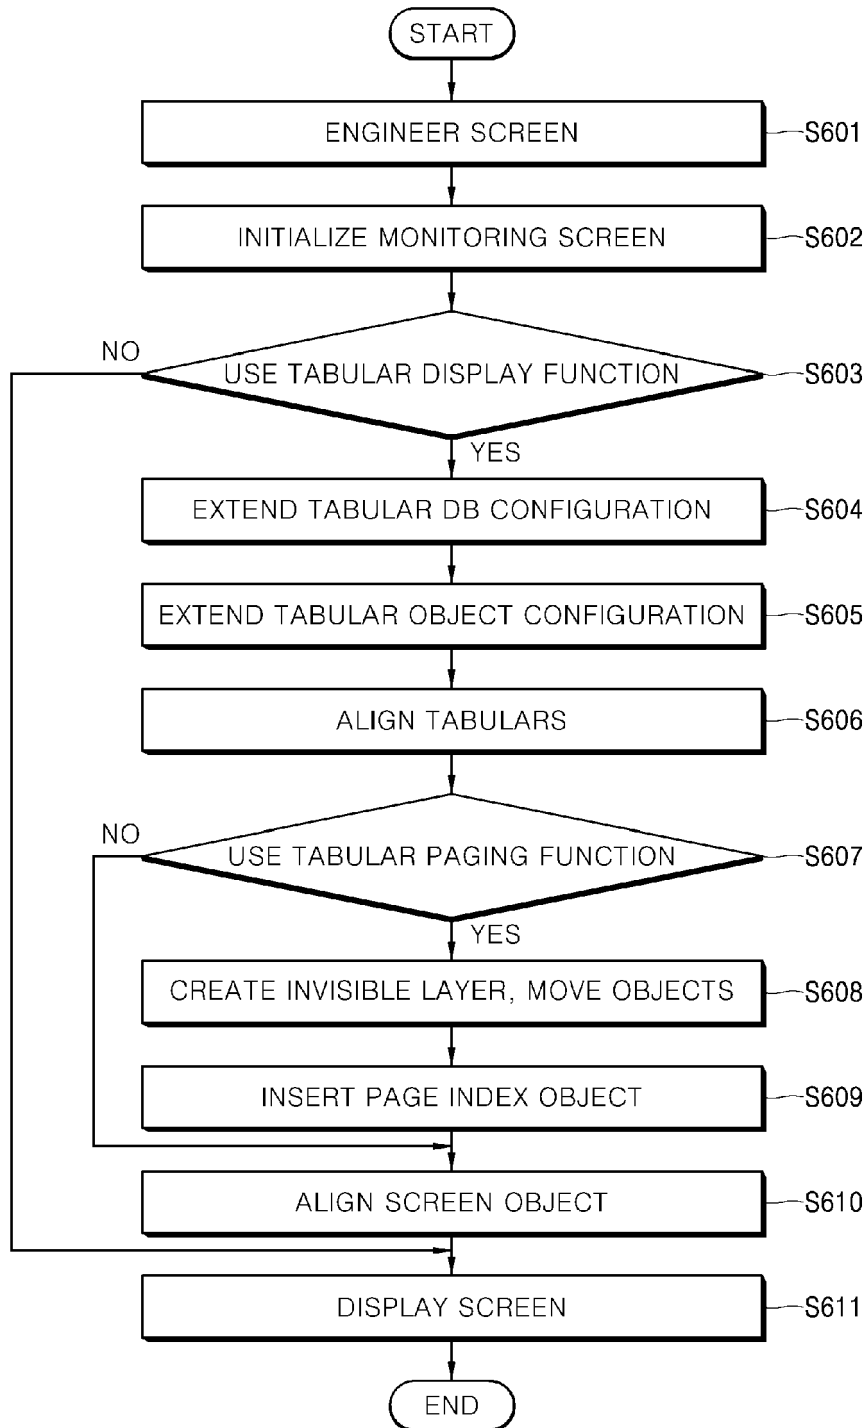 START
ENGINEER SCREEN
S601
INITIALIZE MONITORING SCREEN
S602
NO
USE TABULAR DISPLAY FUNCTION
S603
YES
EXTEND TABULAR DB CONFIGURATION
S604
EXTEND TABULAR OBJECT CONFIGURATION
S605
ALIGN TABULARS
S606
NO
USE TABULAR PAGING FUNCTION
S607
YES
CREATE INVISIBLE LAYER, MOVE OBJECTS
S608
INSERT PAGE INDEX OBJECT
S609
ALIGN SCREEN OBJECT
S610
DISPLAY SCREEN
S611
END